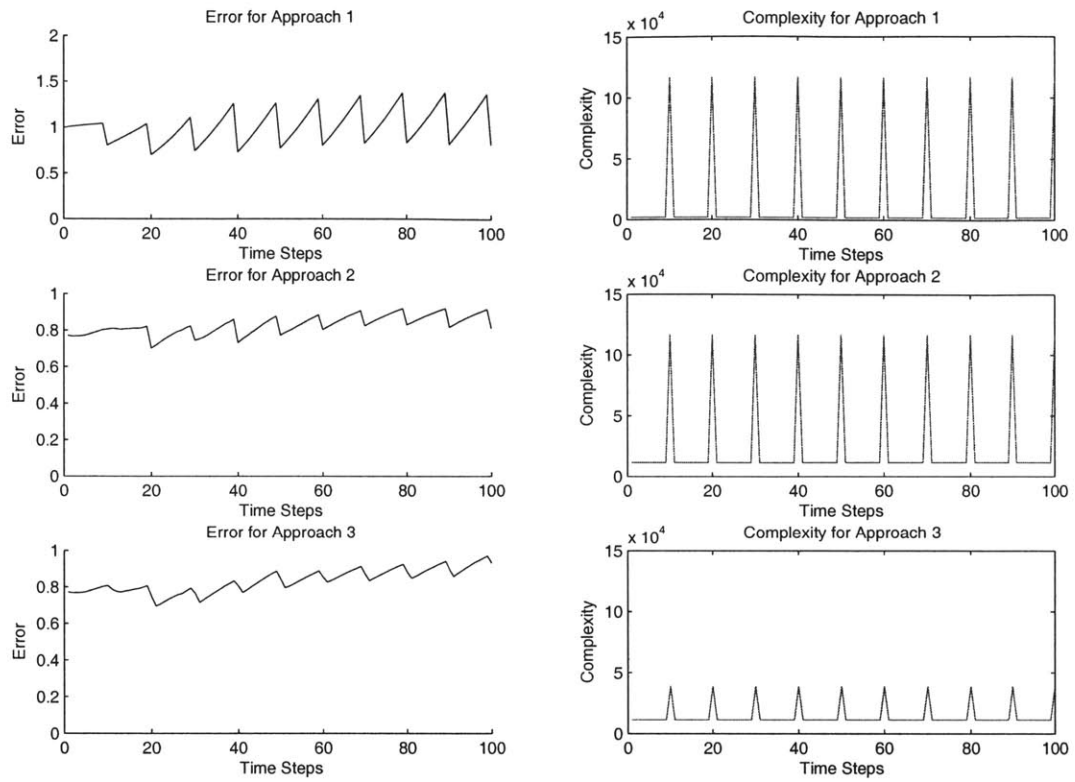 Error for Approach 1
2
1.5
1
0.5
0
Error
0 20 40 60 80 100
Time Steps
Complexity for Approach 1
x 10^4
15
10
5
0
Complexity
0 20 40 60 80 100
Time Steps
Error for Approach 2
1
0.8
0.6
0.4
0.2
0
Error
0 20 40 60 80 100
Time Steps
Complexity for Approach 2
x 10^4
15
10
5
0
Complexity
0 20 40 60 80 100
Time Steps
Error for Approach 3
1
0.8
0.6
0.4
0.2
0
Error
0 20 40 60 80 100
Time Steps
Complexity for Approach 3
x 10^4
15
10
5
0
Complexity
0 20 40 60 80 100
Time Steps